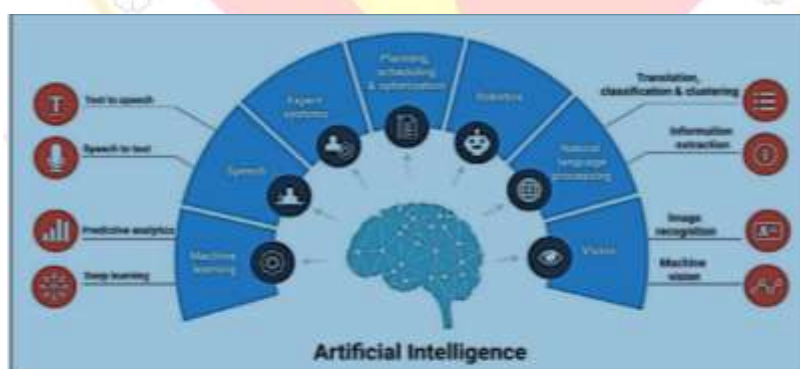 Text to speech
Speech to text
Predictive analytics
Deep learning
Machine
learning
Speech
Expert
systems
Planning,
scheduling
& optimization
Robotics
Natural
language
processing
Vision
Translation,
classification & clustering
Information
extraction
Image
recognition
Machine
vision
Artificial Intelligence